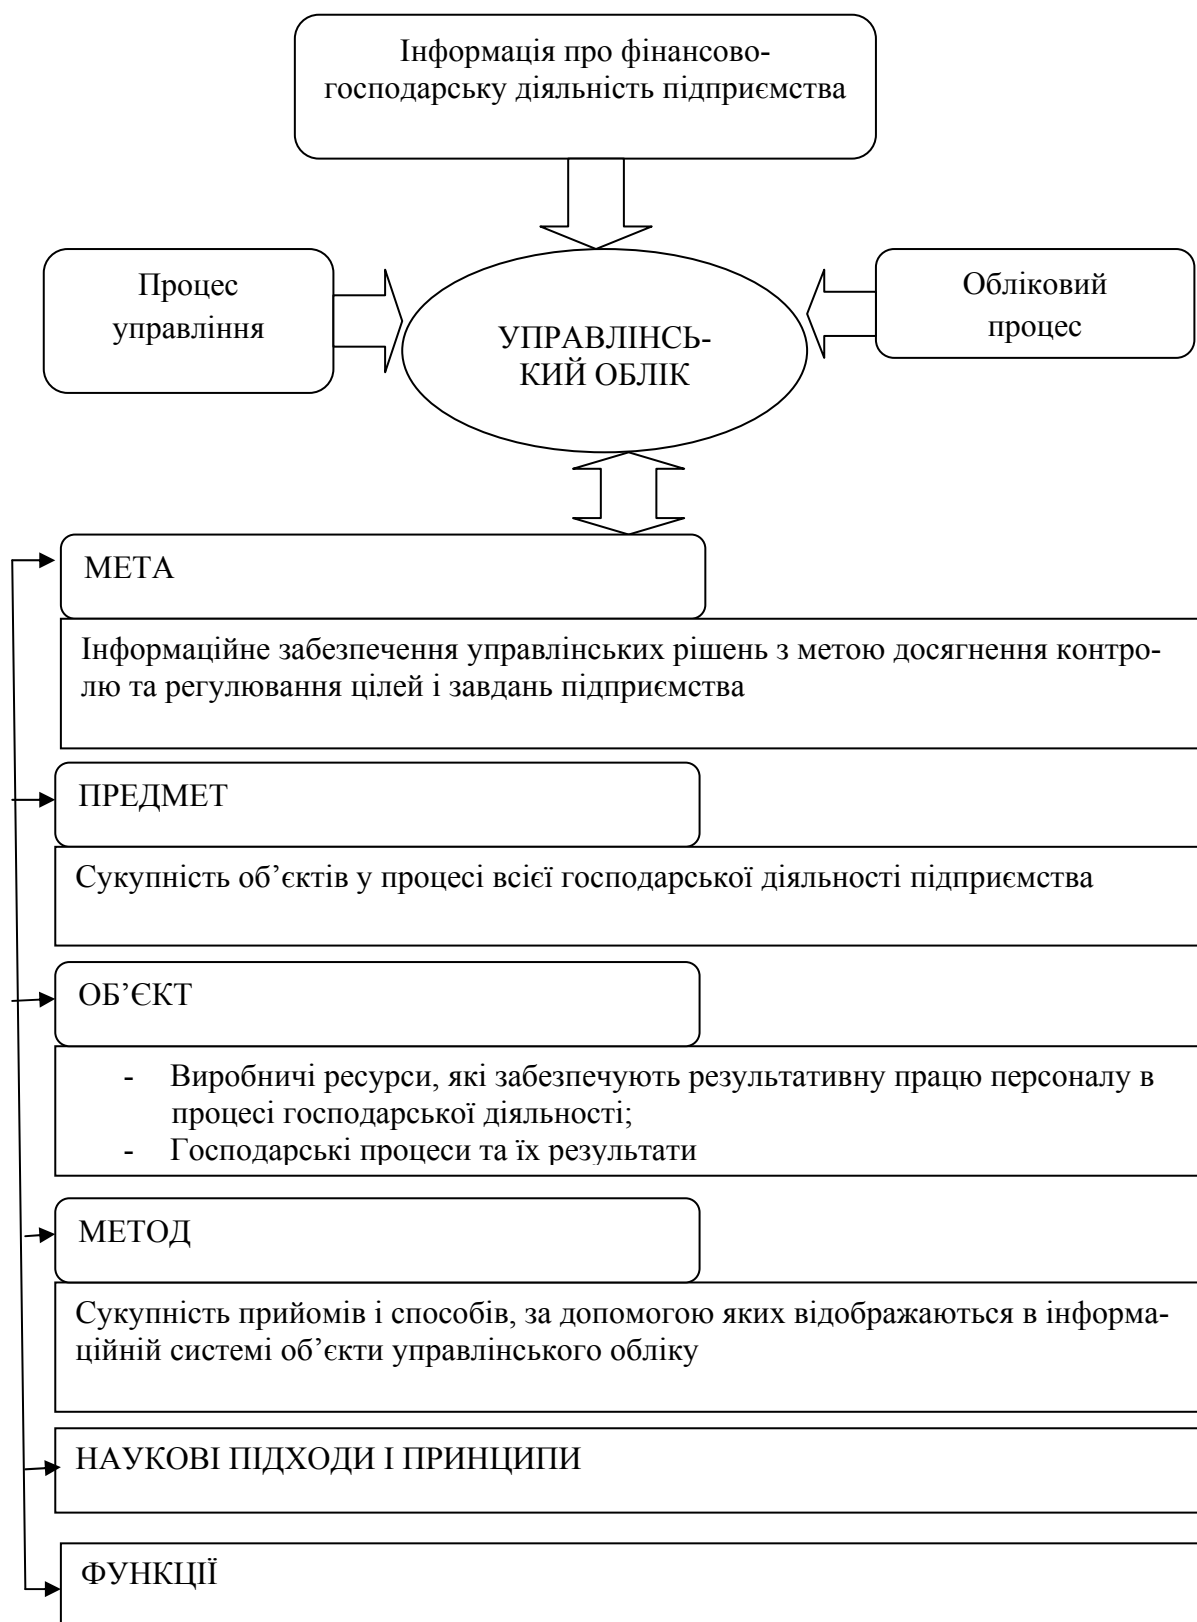 Інформація про фінансово-
господарську діяльність підприємства
Процес
управління
УПРАВЛІНСЬ-
КИЙ ОБЛІК
Обліковий
процес
МЕТА
Інформаційне забезпечення управлінських рішень з метою досягнення контро-
лю та регулювання цілей і завдань підприємства
ПРЕДМЕТ
Сукупність об’єктів у процесі всієї господарської діяльності підприємства
ОБ’ЄКТ
- Виробничі ресурси, які забезпечують результативну працю персоналу в
процесі господарської діяльності;
- Господарські процеси та їх результати
МЕТОД
Сукупність прийомів і способів, за допомогою яких відображаються в інформа-
ційній системі об’єкти управлінського обліку
НАУКОВІ ПІДХОДИ І ПРИНЦИПИ
ФУНКЦІЇ